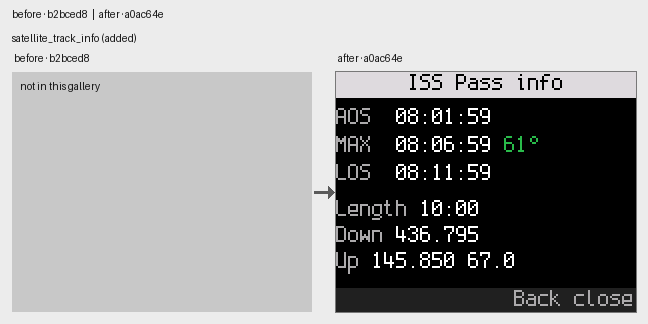 before·b2bced8 | after·a0ac64e
satellite_track_info (added)
before·b2bced8
after·a0ac64e
not in this gallery
ISS Pass info
AOS 08:01:59
MAX 08:06:59 61°
LOS 08:11:59
Length 10:00
Down 436.795
Up 145.850 67.0
Back close